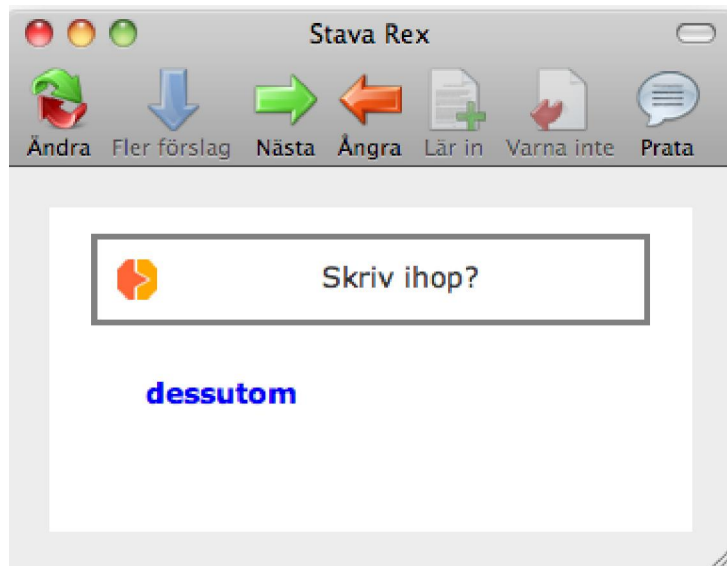 Stava Rex
Ändra Fler förslag Nästa Ångra Lär in Varna inte Prata
Skriv ihop?
dessutom